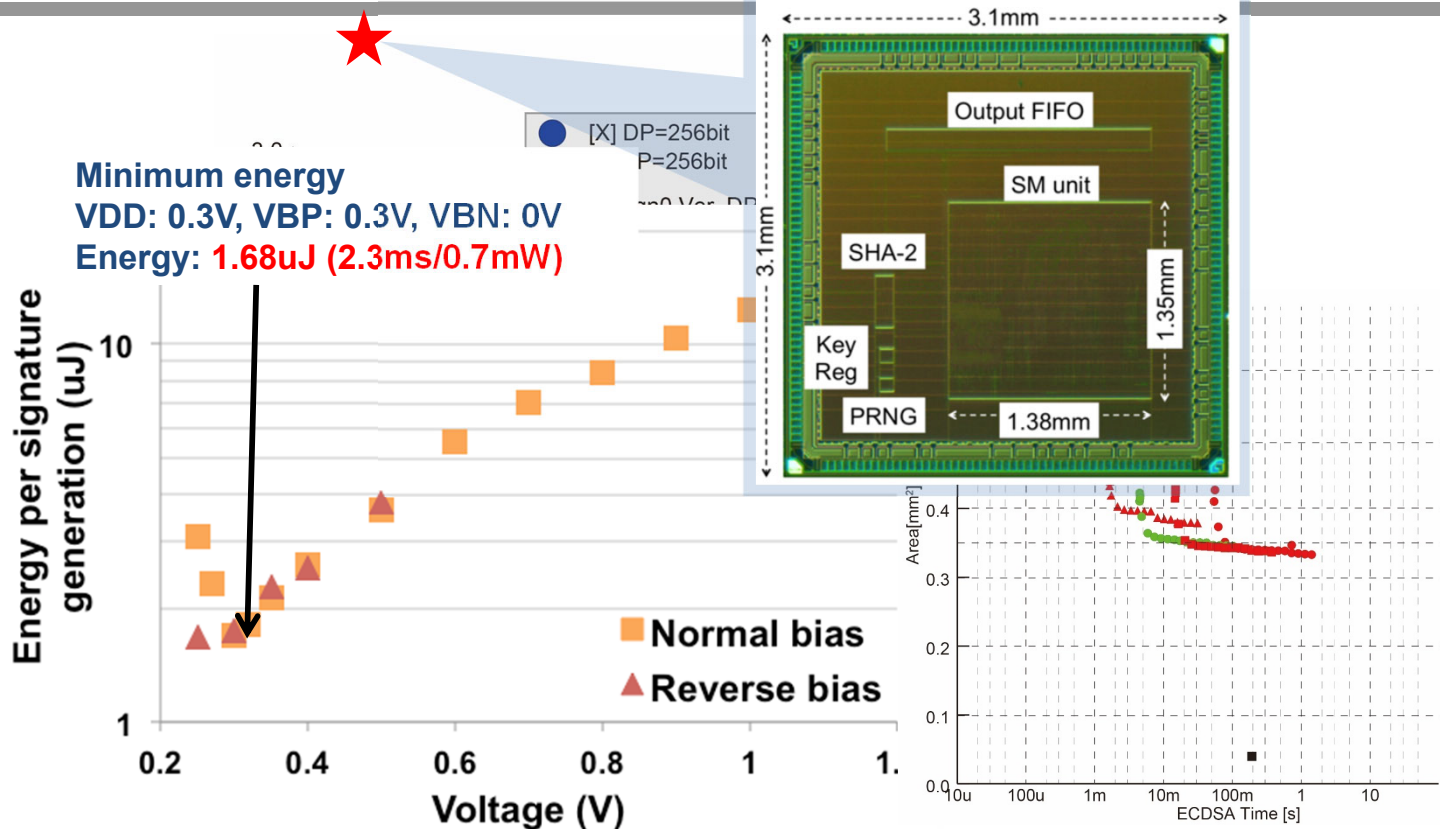 3.1mm
[X] DP=256bit
P=256bit
Minimum energy
VDD: 0.3V, VBP: 0.3V, VBN: 0V
Energy: 1.68uJ (2.3ms/0.7mW)
Energy per signature
generation (uJ)
10
1
0.2
0.4
0.6
0.8
1
1.
Voltage (V)
Normal bias
Reverse bias
3.1mm
Output FIFO
SM unit
SHA-2
1.35mm
Key
Reg
PRNG
1.38mm
Area[mm²]
0.4
0.3
0.2
0.1
0.0
10u
100u
1m
10m
100m
1
10
ECDSA Time [s]